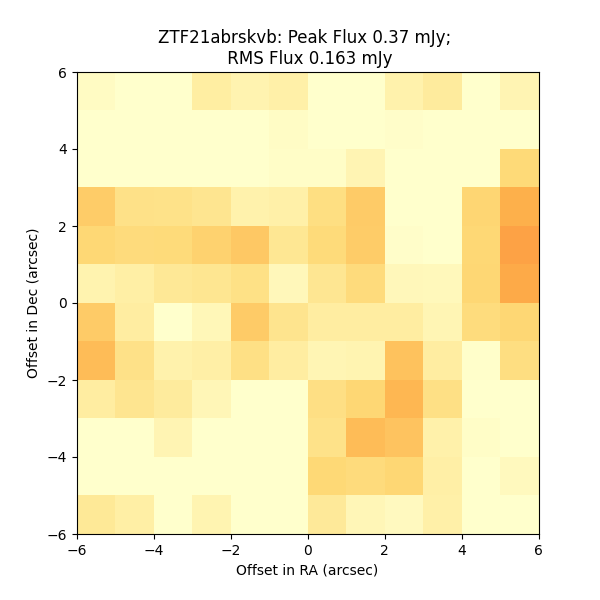 ZTF21abrskvb: Peak Flux 0.37 mJy;
RMS Flux 0.163 mJy
6
4
2
0
−2
−4
−6
Offset in Dec (arcsec)
−6 −4 −2 0 2 4 6
Offset in RA (arcsec)